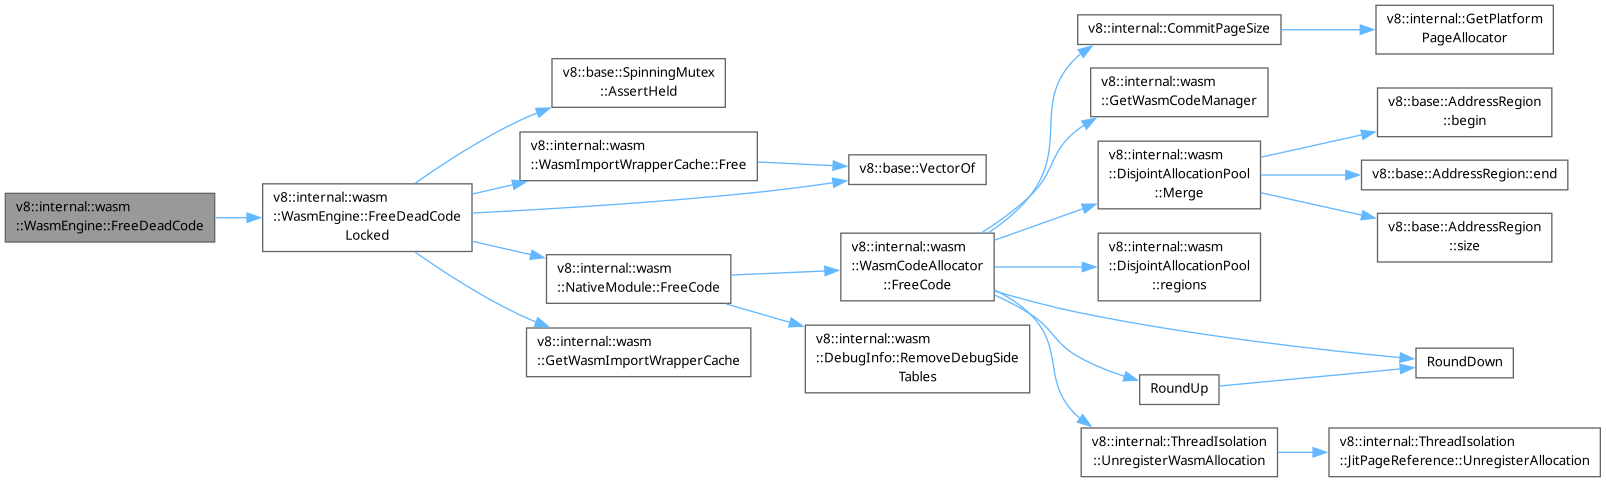 v8::internal::wasm
::WasmEngine::FreeDeadCode
v8::internal::wasm
::WasmEngine::FreeDeadCode
Locked
v8::base::SpinningMutex
::AssertHeld
v8::internal::wasm
::WasmImportWrapperCache::Free
v8::internal::wasm
::NativeModule::FreeCode
v8::internal::wasm
::GetWasmImportWrapperCache
v8::base::VectorOf
v8::internal::wasm
::WasmCodeAllocator
::FreeCode
v8::internal::wasm
::DebugInfo::RemoveDebugSide
Tables
v8::internal::CommitPageSize
v8::internal::wasm
::GetWasmCodeManager
v8::internal::wasm
::DisjointAllocationPool
::Merge
v8::internal::wasm
::DisjointAllocationPool
::regions
RoundUp
v8::internal::ThreadIsolation
::UnregisterWasmAllocation
v8::internal::GetPlatform
PageAllocator
v8::base::AddressRegion
::begin
v8::base::AddressRegion::end
v8::base::AddressRegion
::size
RoundDown
v8::internal::ThreadIsolation
::JitPageReference::UnregisterAllocation